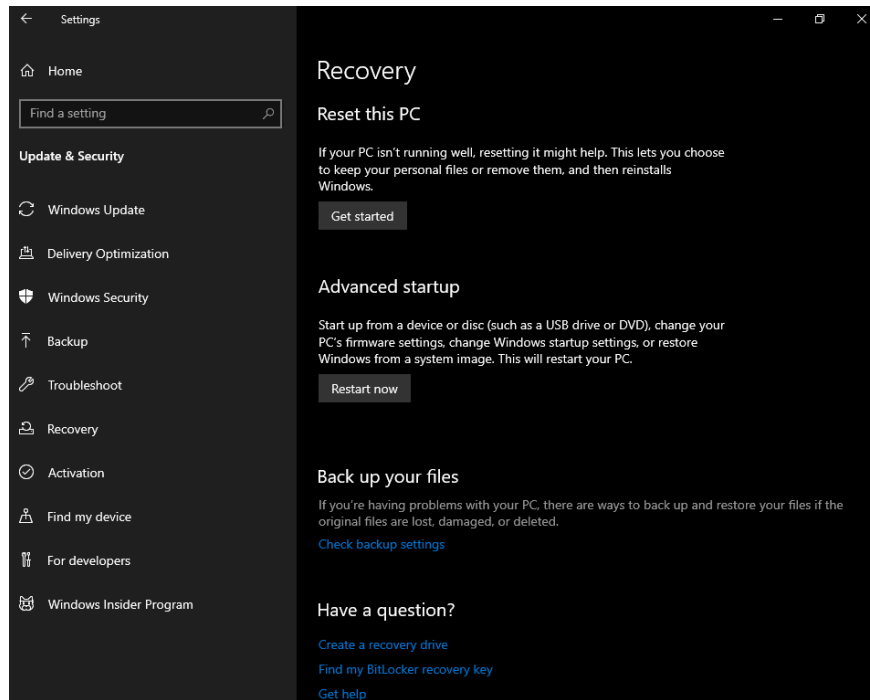 Settings
Home
Find a setting
Update & Security
Windows Update
Delivery Optimization
Windows Security
Backup
Troubleshoot
Recovery
Activation
Find my device
For developers
Windows Insider Program
Recovery
Reset this PC
If your PC isn't running well, resetting it might help. This lets you choose
to keep your personal files or remove them, and then reinstalls
Windows.
Get started
Advanced startup
Start up from a device or disc (such as a USB drive or DVD), change your
PC's firmware settings, change Windows startup settings, or restore
Windows from a system image. This will restart your PC.
Restart now
Back up your files
If you're having problems with your PC, there are ways to back up and restore your files if the
original files are lost, damaged, or deleted.
Check backup settings
Have a question?
Create a recovery drive
Find my BitLocker recovery key
Get help